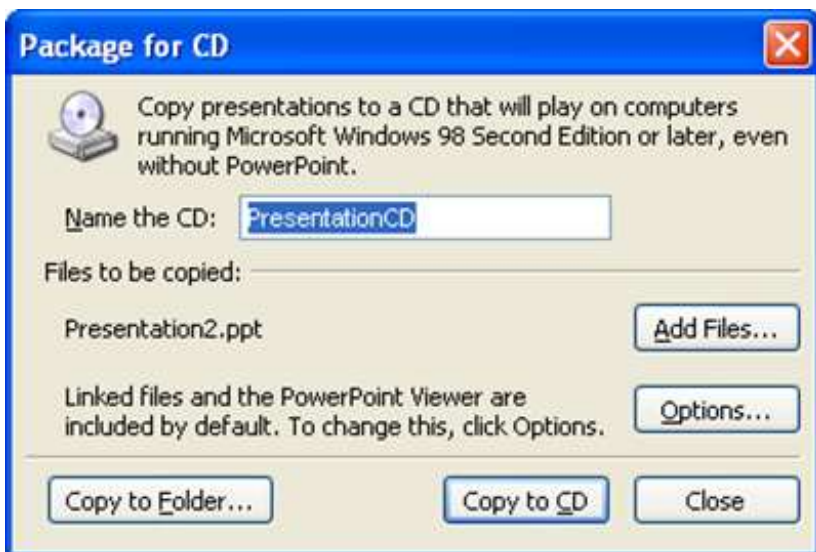 Package for CD
Copy presentations to a CD that will play on computers
running Microsoft Windows 98 Second Edition or later, even
without PowerPoint.
Name the CD: PresentationCD
Files to be copied:
Presentation2.ppt
Add Files...
Linked files and the PowerPoint Viewer are
included by default. To change this, click Options.
Options...
Copy to Folder... Copy to CD Close